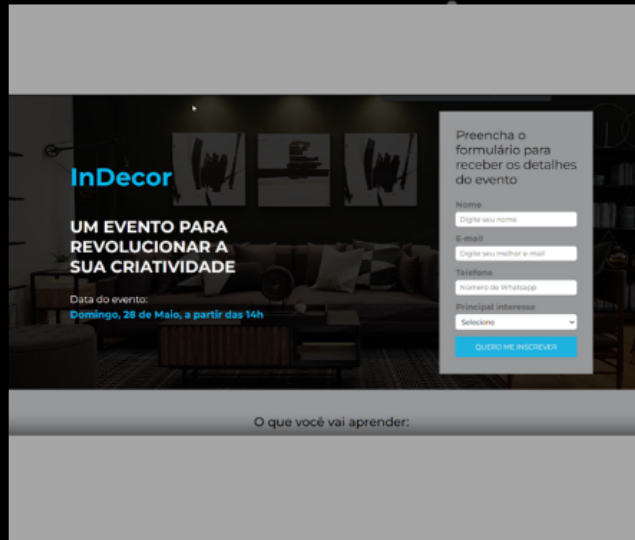 InDecor
UM EVENTO PARA
REVOLUCIONAR A
SUA CRIATIVIDADE
Data do evento:
Domingo, 28 de Maio, a partir das 14h
Preencha o
formulário para
receber os detalhes
do evento
Nome
Digite seu nome
E-mail
Digite seu melhor e-mail
Telefone
Número de Whatsapp
Principal interesse
Selecione
QUERO ME INSCREVER
O que você vai aprender: